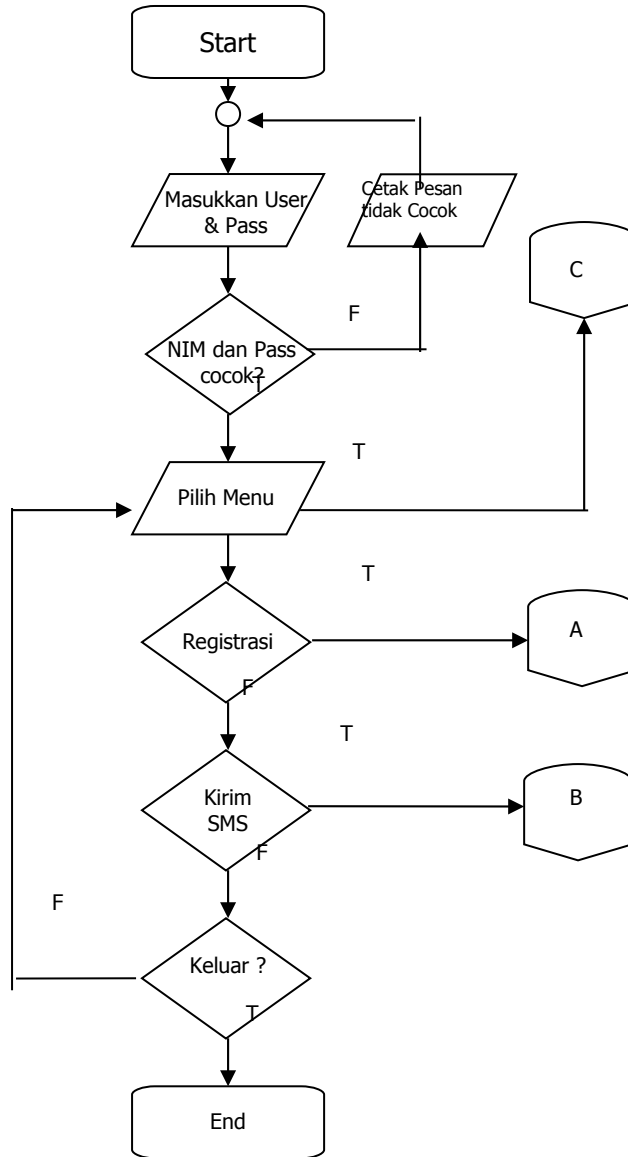 Start
Masukkan User
& Pass
Cetak Pesan
tidak Cocok
C
F
NIM dan Pass
cocok?
T
T
Pilih Menu
T
A
Registrasi
F
T
B
Kirim
SMS
F
F
Keluar ?
T
End